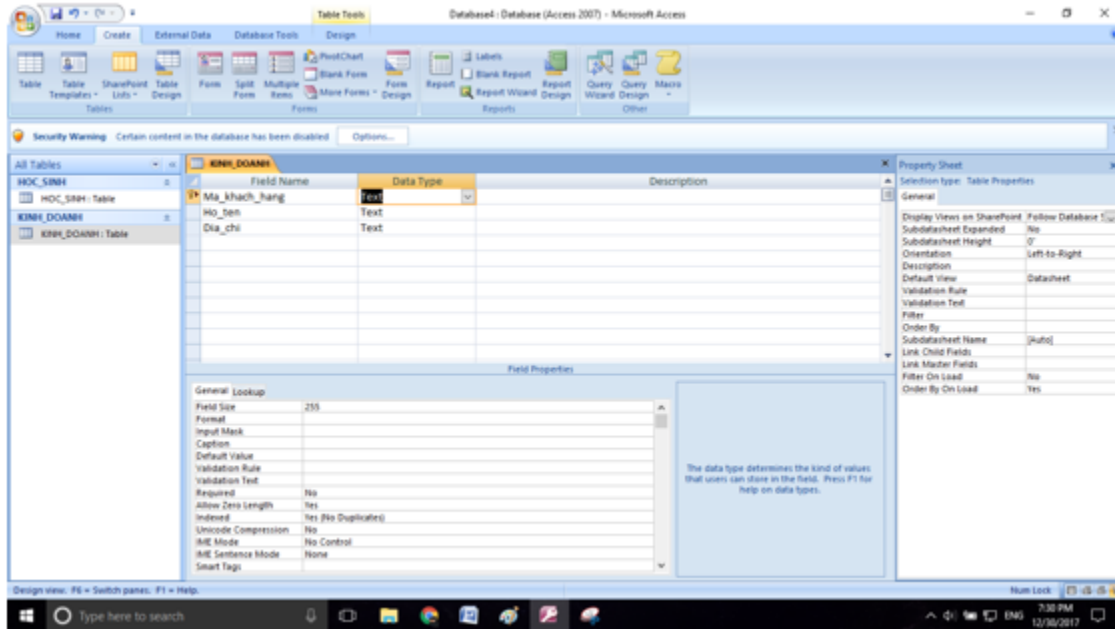 Table Tools Database4 : Database (Access 2007) - Microsoft Access
Home Create External Data Database Tools Design
Table Table Templates SharePoint Lists Table Design
Tables
Form Split Form Multiple Items PivotChart Blank Form More Forms Form Design
Forms
Report Labels Blank Report Report Wizard Report Design
Reports
Query Wizard Query Design Macro
Other
Security Warning Certain content in the database has been disabled Options...
All Tables
HOC_SINH
HOC_SINH : Table
KINH_DOANH
KINH_DOANH : Table
KINH_DOANH
Field Name Data Type Description
Ma_khach_hang Text
Ho_ten Text
Dia_chi Text
Field Properties
General Lookup
Field Size 255
Format
Input Mask
Caption
Default Value
Validation Rule
Validation Text
Required No
Allow Zero Length Yes
Indexed Yes (No Duplicates)
Unicode Compression No
IME Mode No Control
IME Sentence Mode None
Smart Tags
The data type determines the kind of values
that users can store in the field. Press F1 for
help on data types.
Property Sheet
Selection type: Table Properties
General
Display Views on SharePoint Follow Database
Subdatasheet Expanded No
Subdatasheet Height 0"
Orientation Left-to-Right
Description
Default View Datasheet
Validation Rule
Validation Text
Filter
Order By
Subdatasheet Name [Auto]
Link Child Fields
Link Master Fields
Filter On Load No
Order By On Load Yes
Design view. F6 = Switch panes. F1 = Help. Num Lock
Type here to search ENG 7:30 PM
12/30/2017